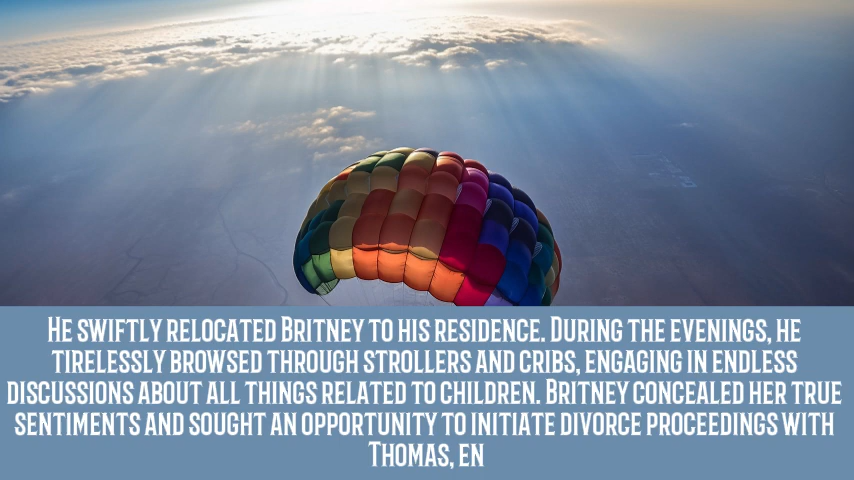 He swiftly relocated Britney to his residence. During the evenings, he
tirelessly browsed through strollers and cribs, engaging in endless
discussions about all things related to children. Britney concealed her true
sentiments and sought an opportunity to initiate divorce proceedings with
Thomas, en